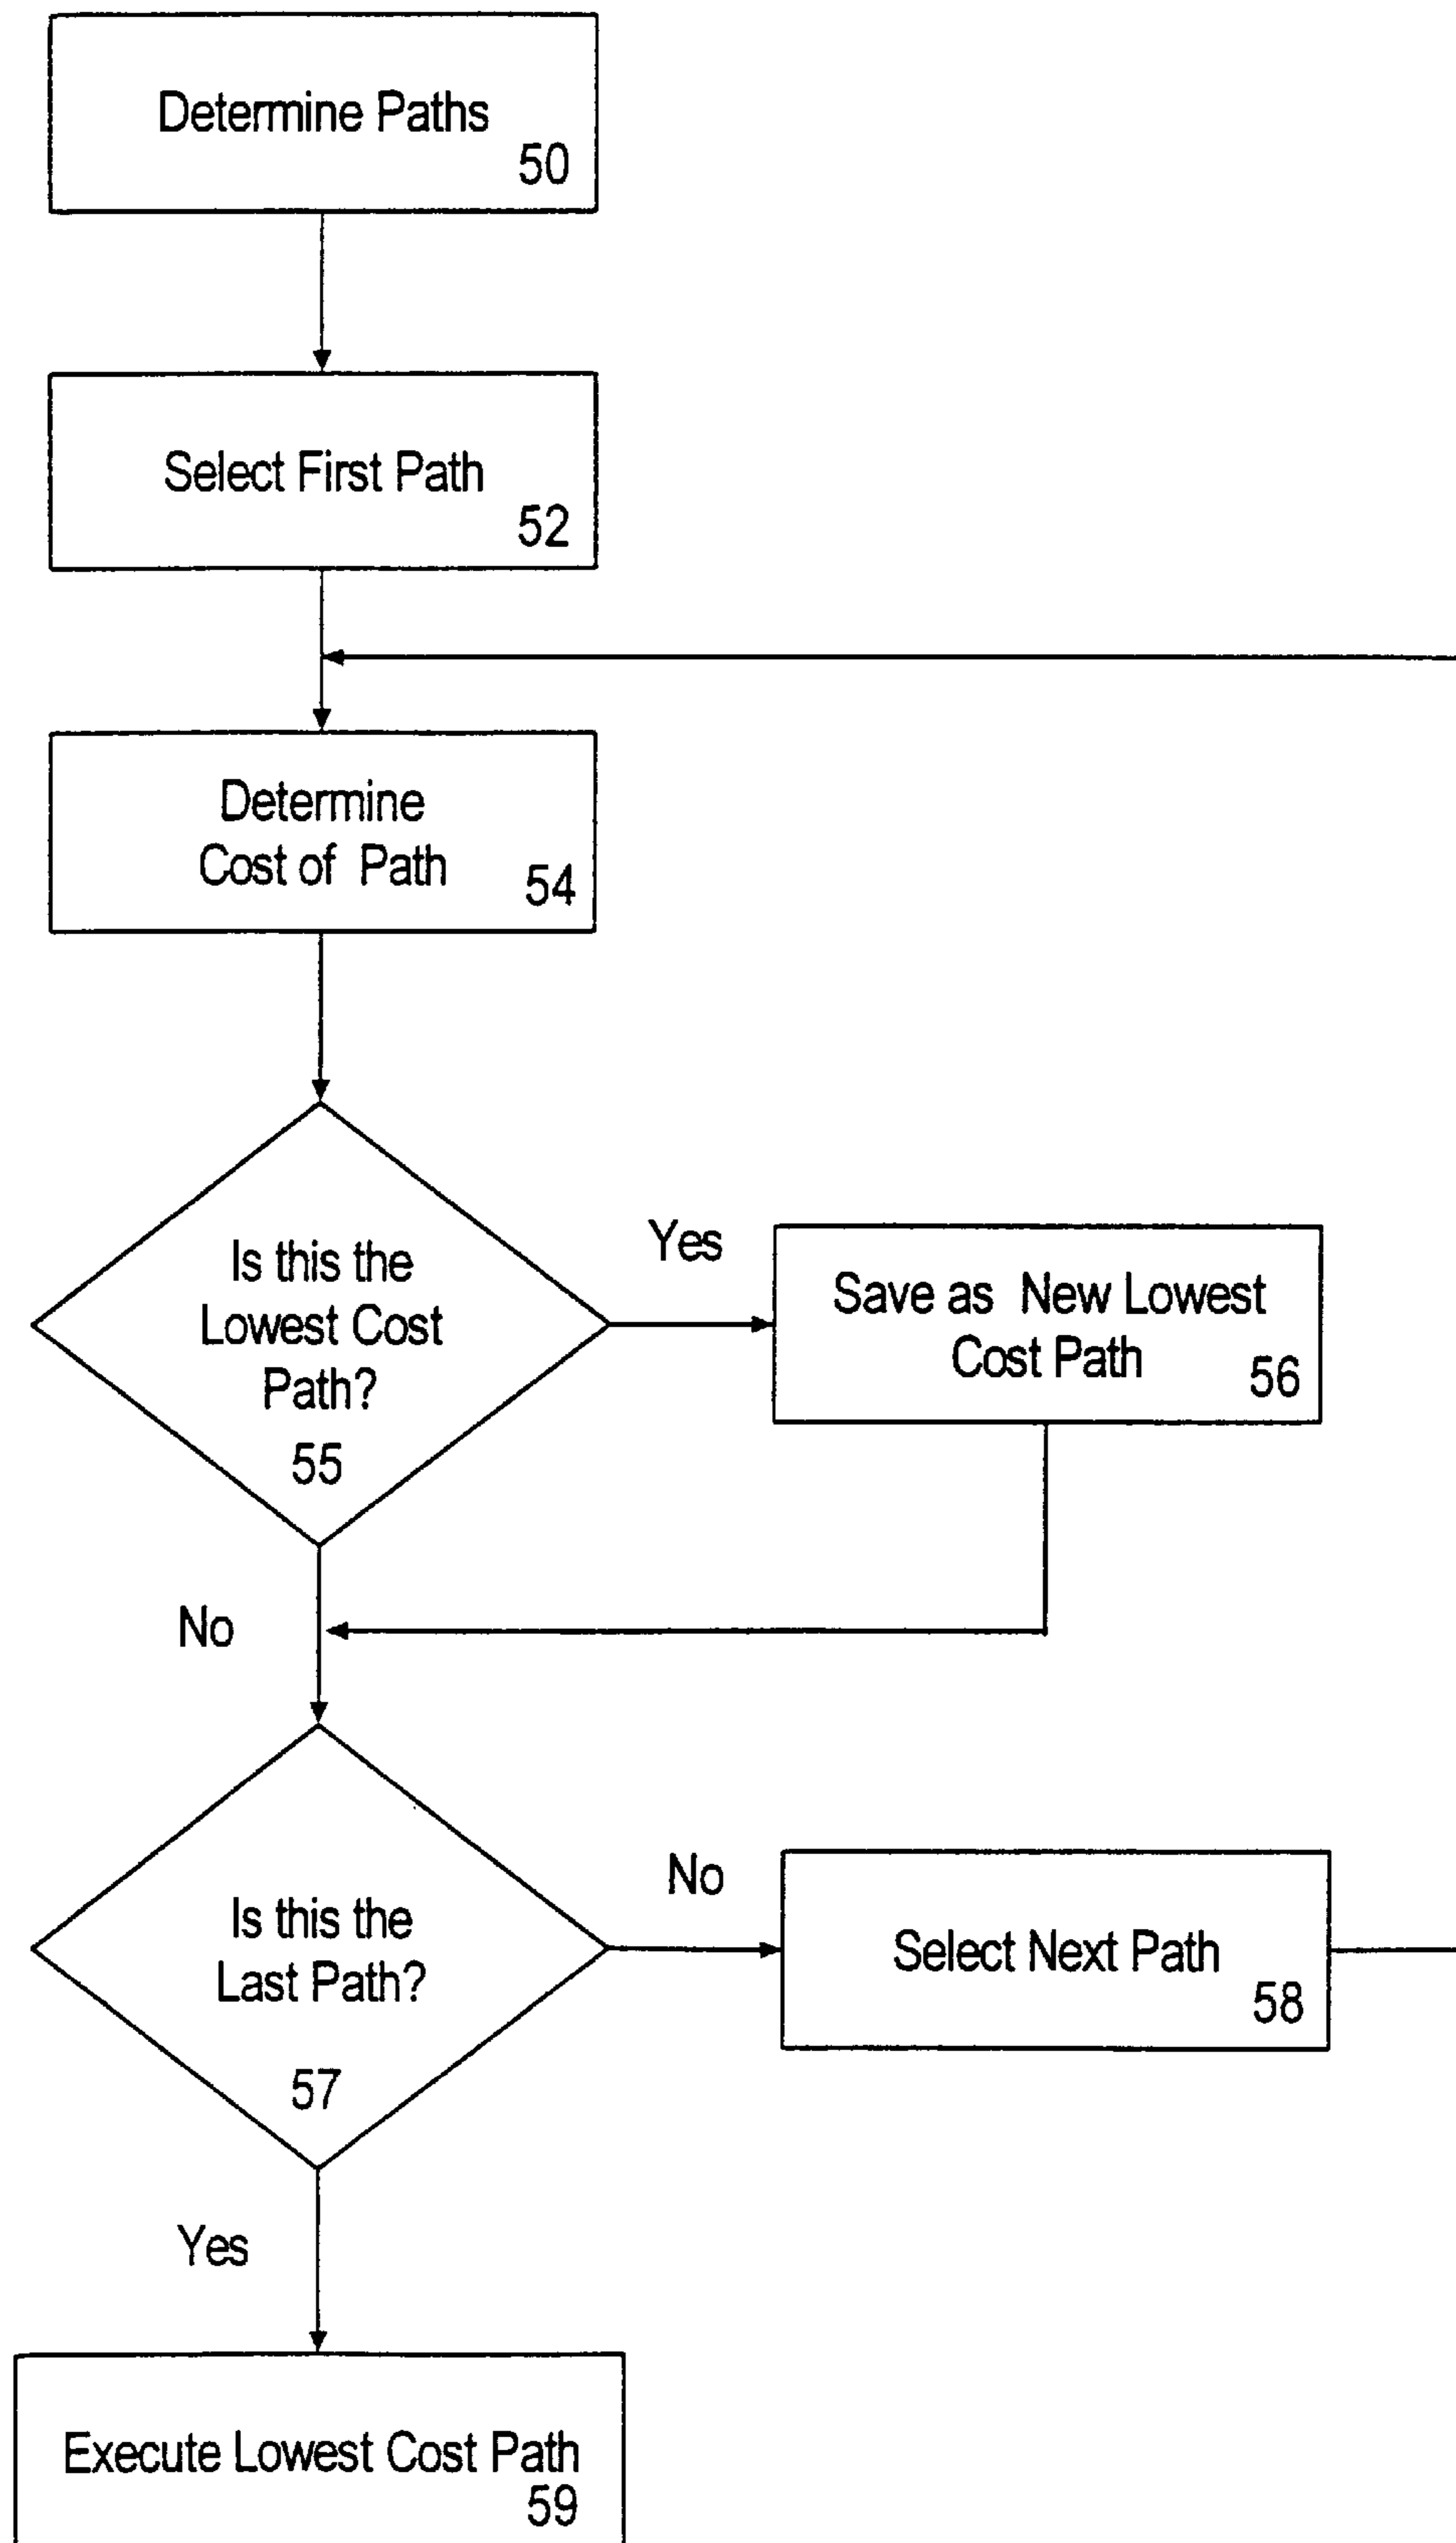 Determine Paths
50
Select First Path
52
Determine
Cost of Path
54
Is this the
Lowest Cost
Path?
55
Yes
Save as New Lowest
Cost Path
56
No
Is this the
Last Path?
57
No
Select Next Path
58
Yes
Execute Lowest Cost Path
59